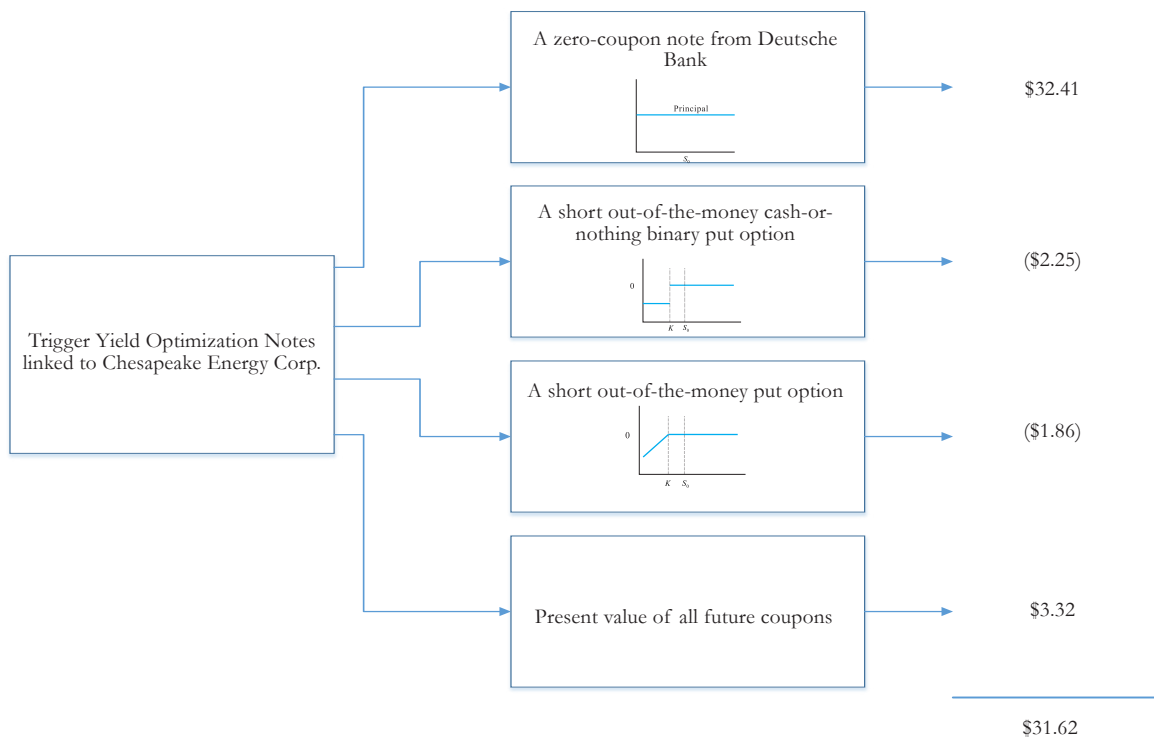 A zero-coupon note from Deutsche
Bank
Principal
S₀
$32.41
A short out-of-the-money cash-or-
nothing binary put option
0
K S₀
($2.25)
Trigger Yield Optimization Notes
linked to Chesapeake Energy Corp.
A short out-of-the-money put option
0
K S₀
($1.86)
Present value of all future coupons
$3.32
$31.62